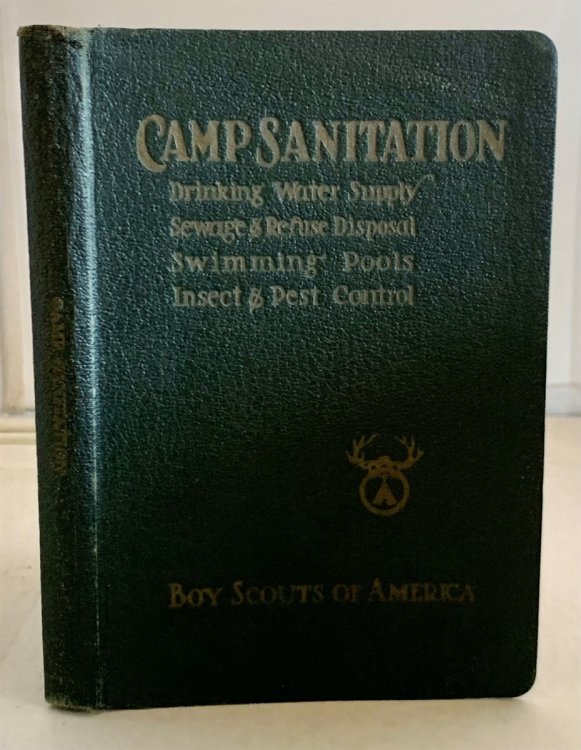 CAMP SANITATION
Drinking Water Supply
Sewage & Refuse Disposal
Swimming Pools
Insect & Pest Control
BOY SCOUTS OF AMERICA
CAMP SANITATION